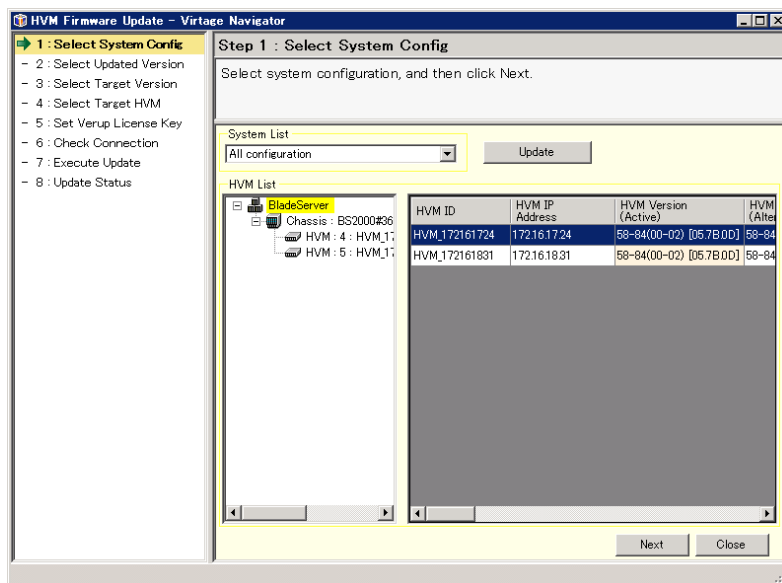 HVM Firmware Update - Virtage Navigator
1 : Select System Config
- 2 : Select Updated Version
- 3 : Select Target Version
- 4 : Select Target HVM
- 5 : Set Verup License Key
- 6 : Check Connection
- 7 : Execute Update
- 8 : Update Status
Step 1 : Select System Config
Select system configuration, and then click Next.
System List
All configuration
Update
HVM List
BladeServer
Chassis : BS2000#36
HVM : 4 : HVM_17
HVM : 5 : HVM_17
HVM ID HVM IP Address HVM Version (Active) HVM (Alter
HVM_172161724 172.16.17.24 58-84(00-02) [05.7B.0D] 58-84
HVM_172161831 172.16.18.31 58-84(00-02) [05.7B.0D] 58-84
Next Close